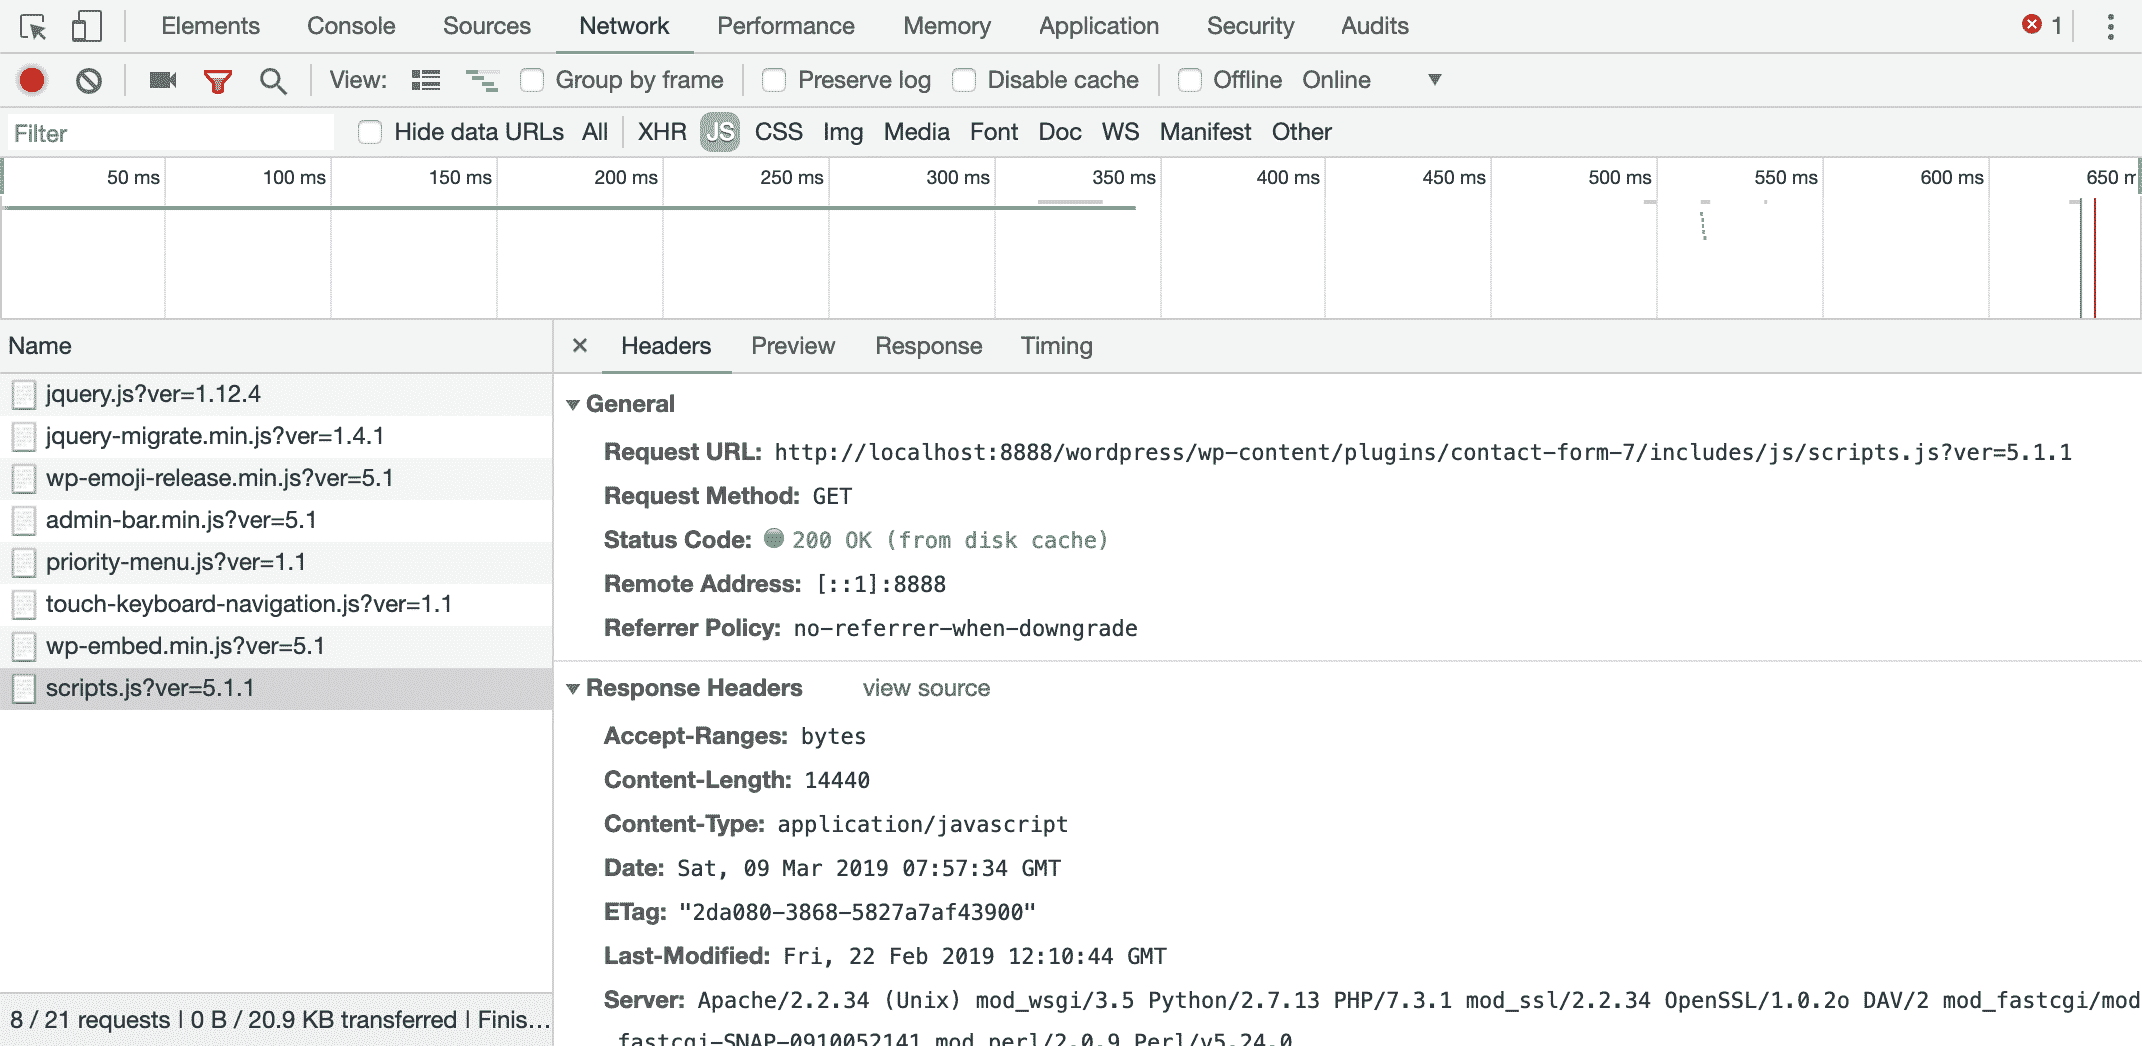 Elements Console Sources Network Performance Memory Application Security Audits 1
View: Group by frame Preserve log Disable cache Offline Online
Filter Hide data URLs All XHR JS CSS Img Media Font Doc WS Manifest Other
50 ms 100 ms 150 ms 200 ms 250 ms 300 ms 350 ms 400 ms 450 ms 500 ms 550 ms 600 ms 650 m
Name
jquery.js?ver=1.12.4
jquery-migrate.min.js?ver=1.4.1
wp-emoji-release.min.js?ver=5.1
admin-bar.min.js?ver=5.1
priority-menu.js?ver=1.1
touch-keyboard-navigation.js?ver=1.1
wp-embed.min.js?ver=5.1
scripts.js?ver=5.1.1
8 / 21 requests | 0 B / 20.9 KB transferred | Finis...
× Headers Preview Response Timing
General
Request URL: http://localhost:8888/wordpress/wp-content/plugins/contact-form-7/includes/js/scripts.js?ver=5.1.1
Request Method: GET
Status Code: 200 OK (from disk cache)
Remote Address: [::1]:8888
Referrer Policy: no-referrer-when-downgrade
Response Headers view source
Accept-Ranges: bytes
Content-Length: 14440
Content-Type: application/javascript
Date: Sat, 09 Mar 2019 07:57:34 GMT
ETag: "2da080-3868-5827a7af43900"
Last-Modified: Fri, 22 Feb 2019 12:10:44 GMT
Server: Apache/2.2.34 (Unix) mod_wsgi/3.5 Python/2.7.13 PHP/7.3.1 mod_ssl/2.2.34 OpenSSL/1.0.2o DAV/2 mod_fastcgi/mod
_fastcgi-SNAP-0910052141 mod_perl/2.0.9 Perl/v5.24.0